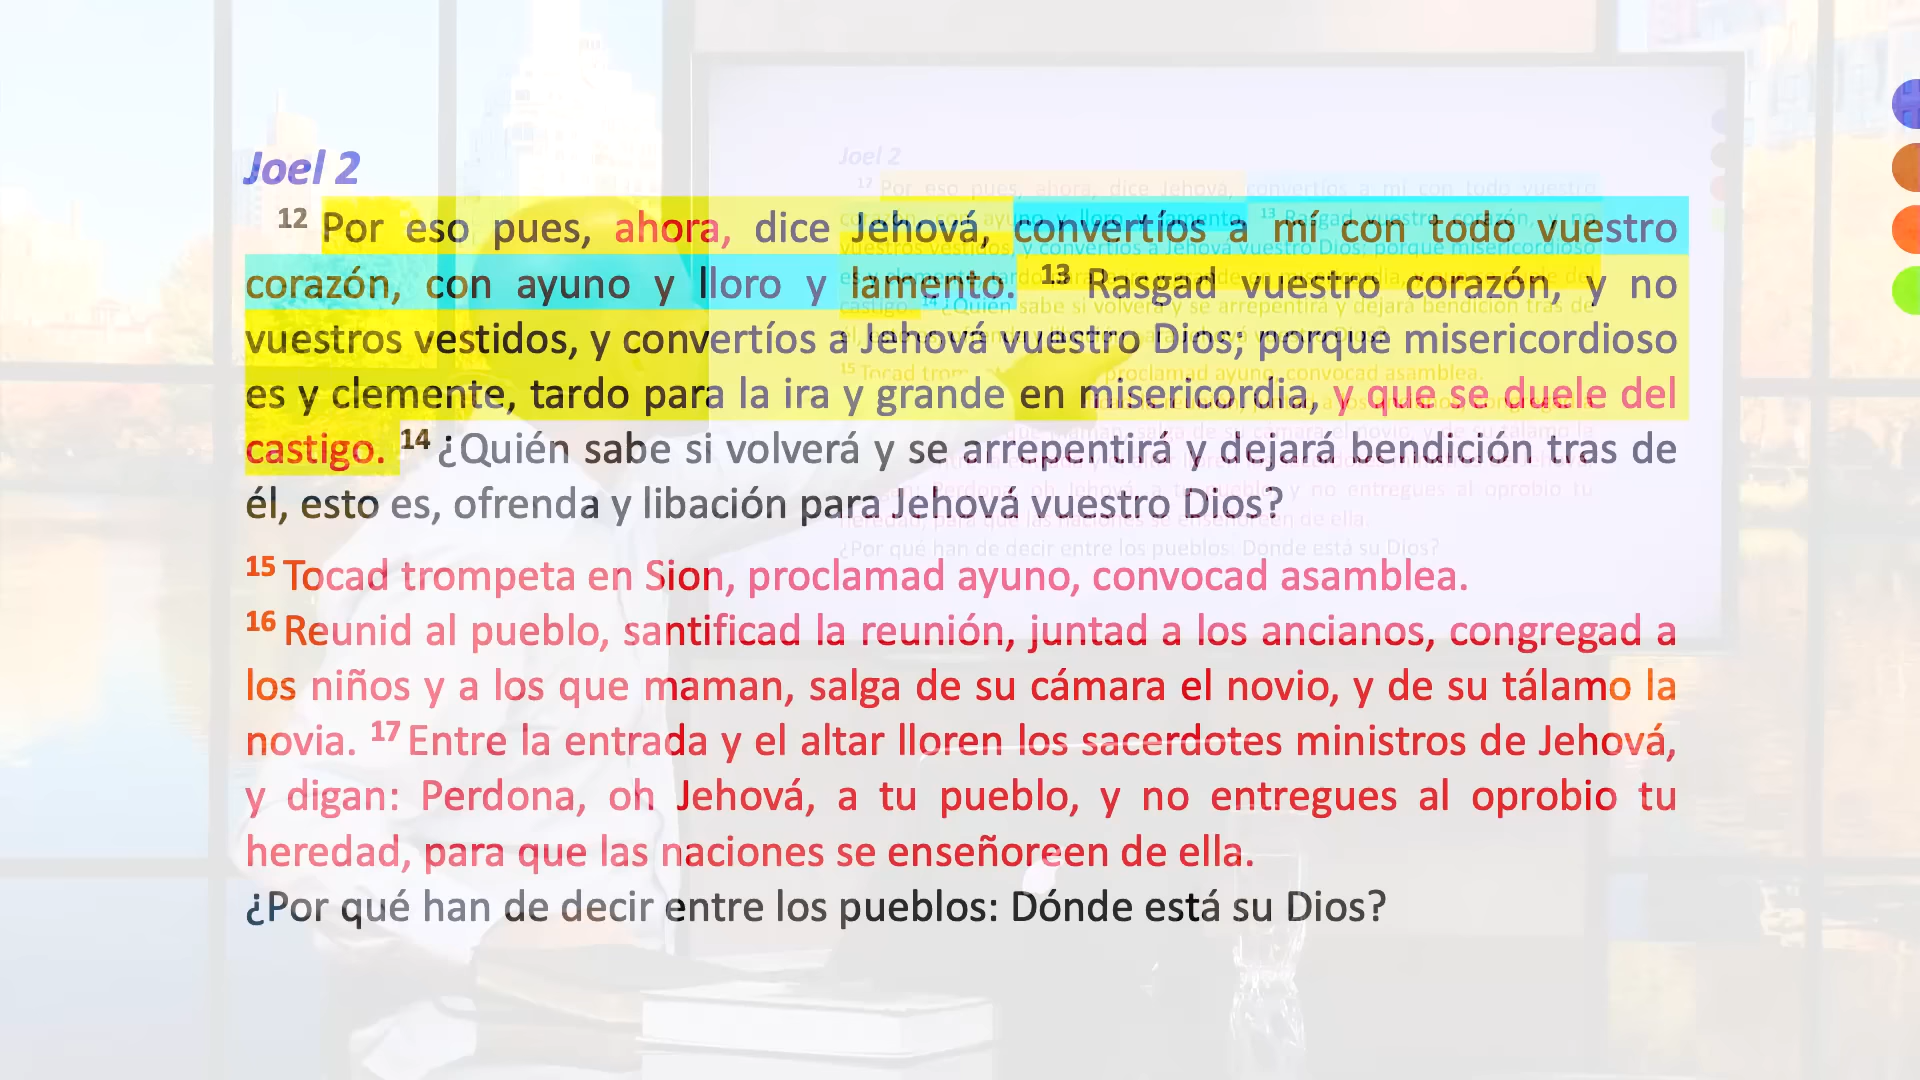 Joel 2
12 Por eso pues, ahora, dice Jehová, convertíos a mí con todo vuestro
corazón, con ayuno y lloro y lamento. 13 Rasgad vuestro corazón, y no
vuestros vestidos, y convertíos a Jehová vuestro Dios; porque misericordioso
es y clemente, tardo para la ira y grande en misericordia, y que se duele del
castigo. 14 ¿Quién sabe si volverá y se arrepentirá y dejará bendición tras de
él, esto es, ofrenda y libación para Jehová vuestro Dios?
15 Tocad trompeta en Sion, proclamad ayuno, convocad asamblea.
16 Reunid al pueblo, santificad la reunión, juntad a los ancianos, congregad a
los niños y a los que maman, salga de su cámara el novio, y de su tálamo la
novia. 17 Entre la entrada y el altar lloren los sacerdotes ministros de Jehová,
y digan: Perdona, oh Jehová, a tu pueblo, y no entregues al oprobio tu
heredad, para que las naciones se enseñoreen de ella.
¿Por qué han de decir entre los pueblos: Dónde está su Dios?